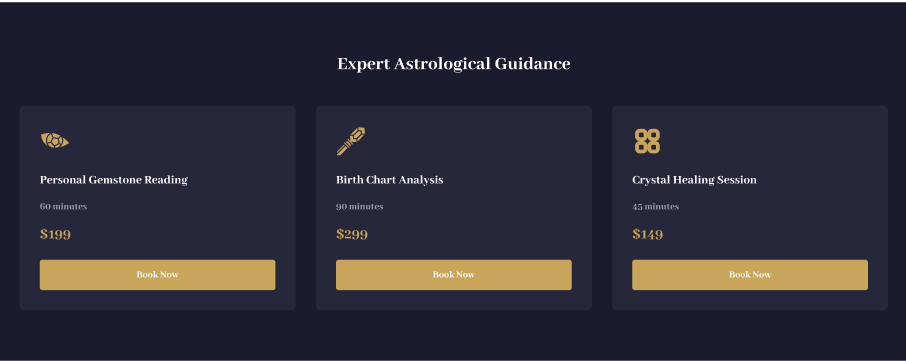 Expert Astrological Guidance
Personal Gemstone Reading
60 minutes
$199
Book Now
Birth Chart Analysis
90 minutes
$299
Book Now
Crystal Healing Session
45 minutes
$149
Book Now